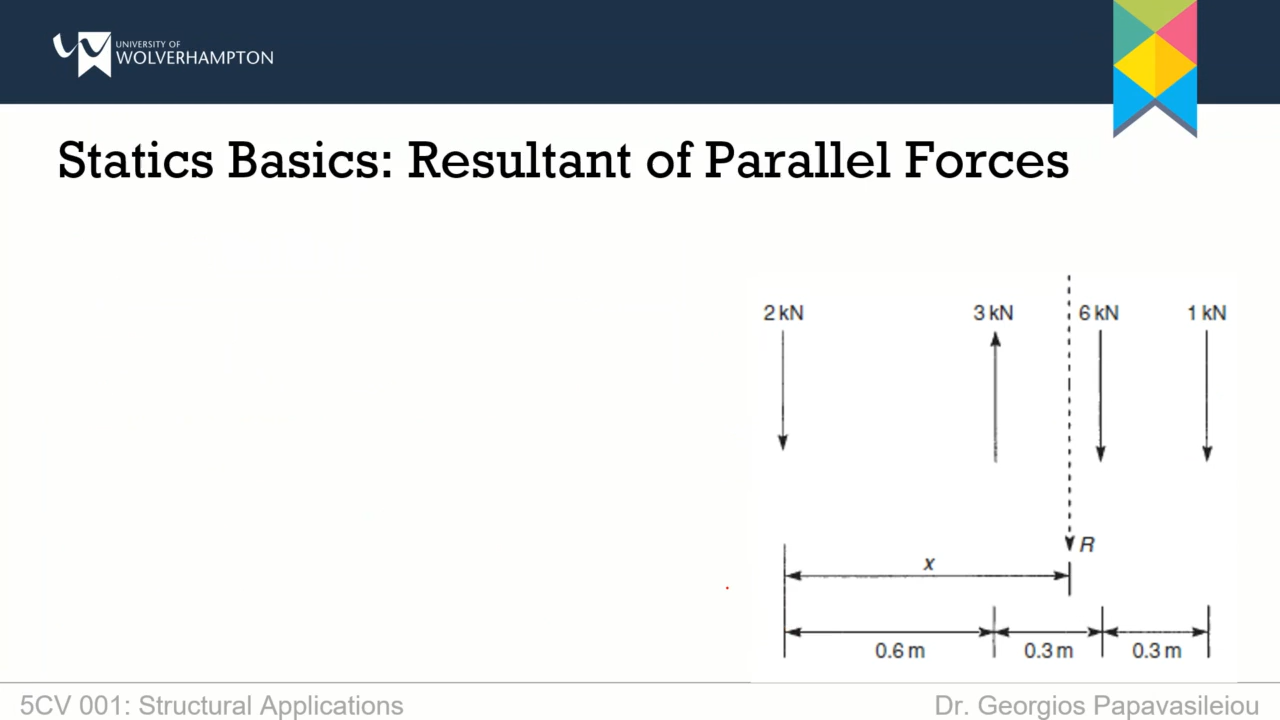 UNIVERSITY OF
WOLVERHAMPTON
Statics Basics: Resultant of Parallel Forces
2 kN
3 kN
6 kN
1 kN
R
x
0.6 m
0.3 m
0.3 m
5CV 001: Structural Applications
Dr. Georgios Papavasileiou